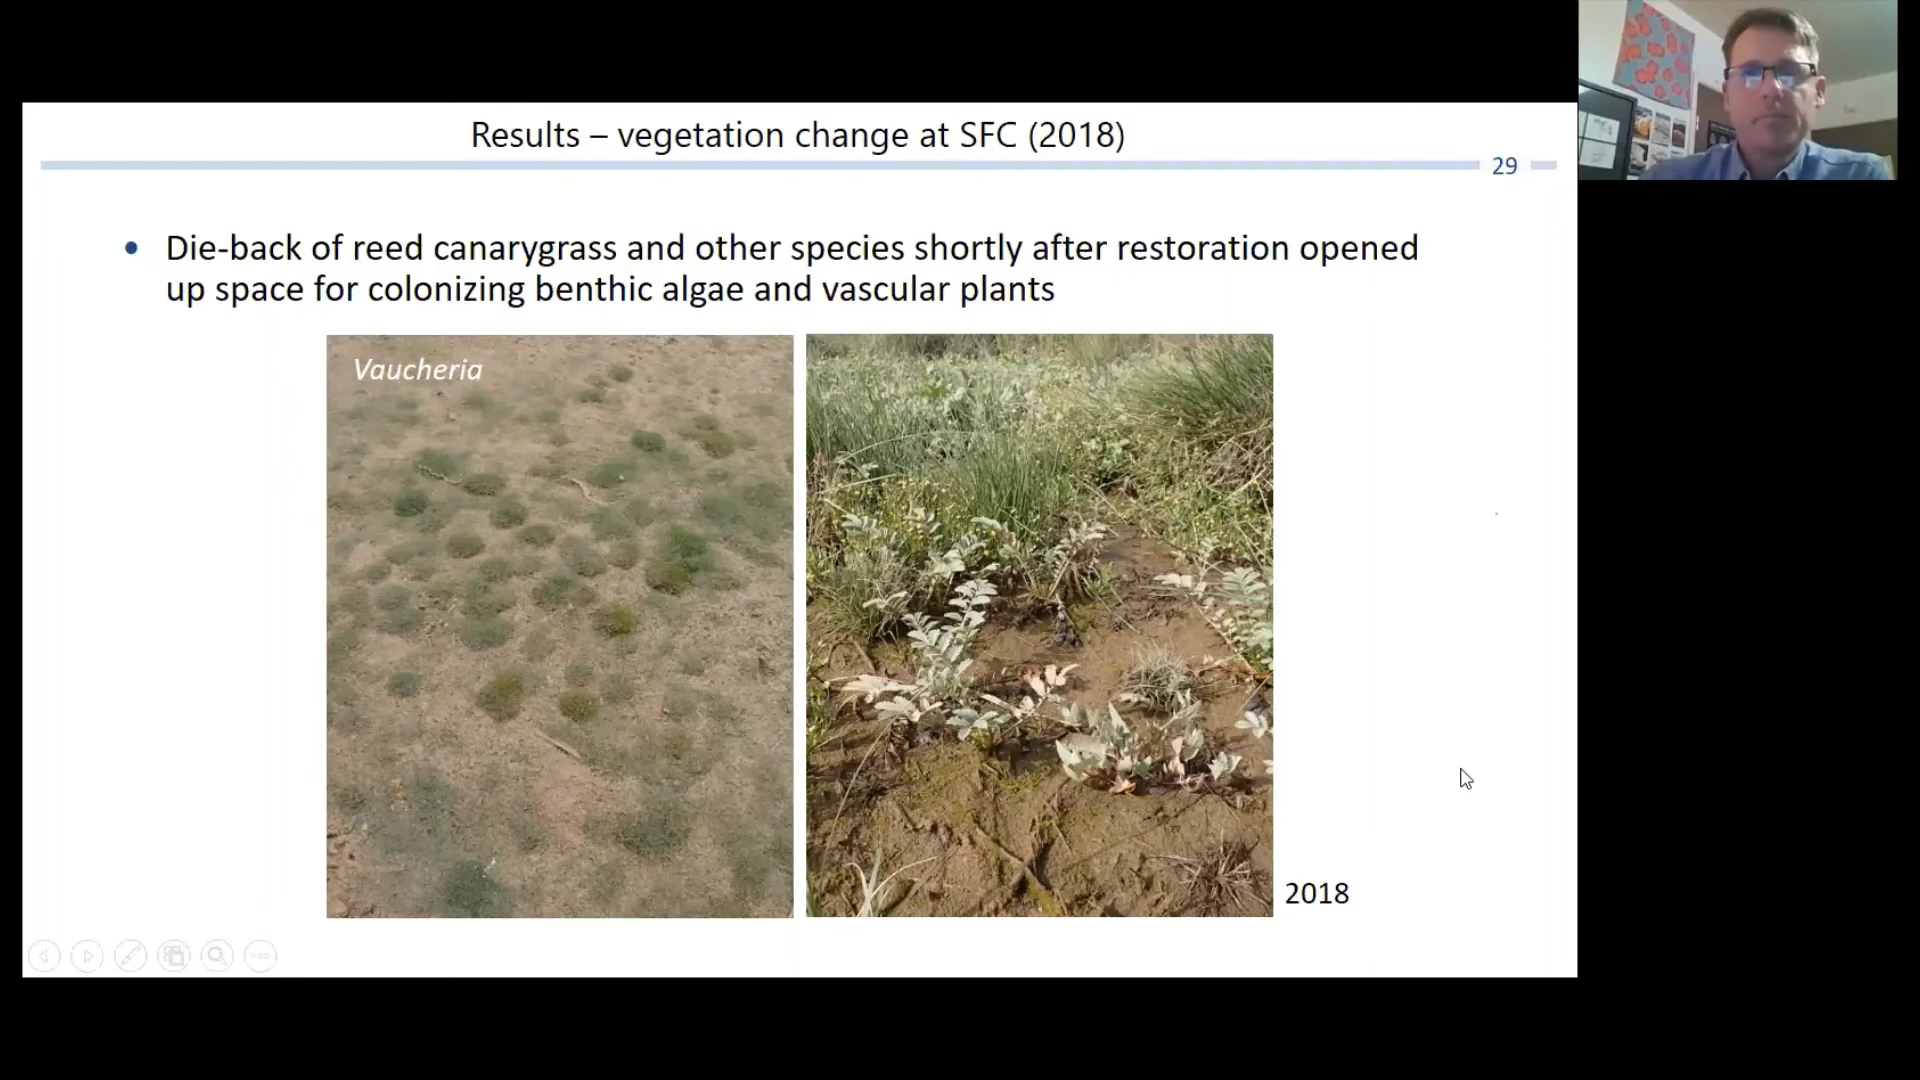 Results – vegetation change at SFC (2018)
29
• Die-back of reed canarygrass and other species shortly after restoration opened
up space for colonizing benthic algae and vascular plants
Vaucheria
2018